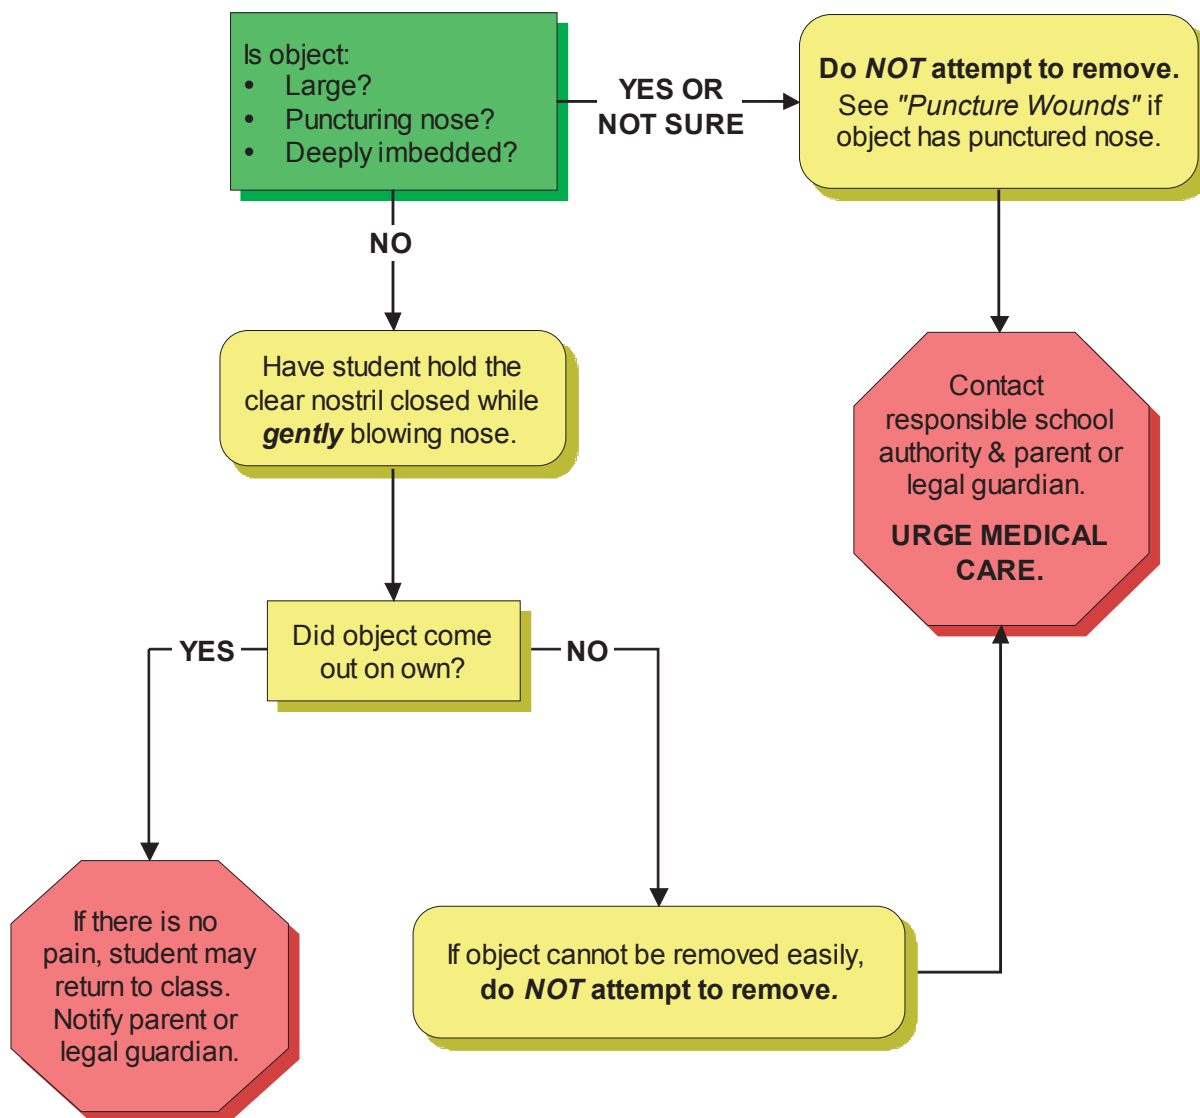 Is object:
• Large?
• Puncturing nose?
• Deeply imbedded?
YES OR
NOT SURE
Do NOT attempt to remove.
See "Puncture Wounds" if
object has punctured nose.
NO
Have student hold the
clear nostril closed while
gently blowing nose.
Contact
responsible school
authority & parent or
legal guardian.
URGE MEDICAL
CARE.
Did object come
out on own?
YES
NO
If there is no
pain, student may
return to class.
Notify parent or
legal guardian.
If object cannot be removed easily,
do NOT attempt to remove.